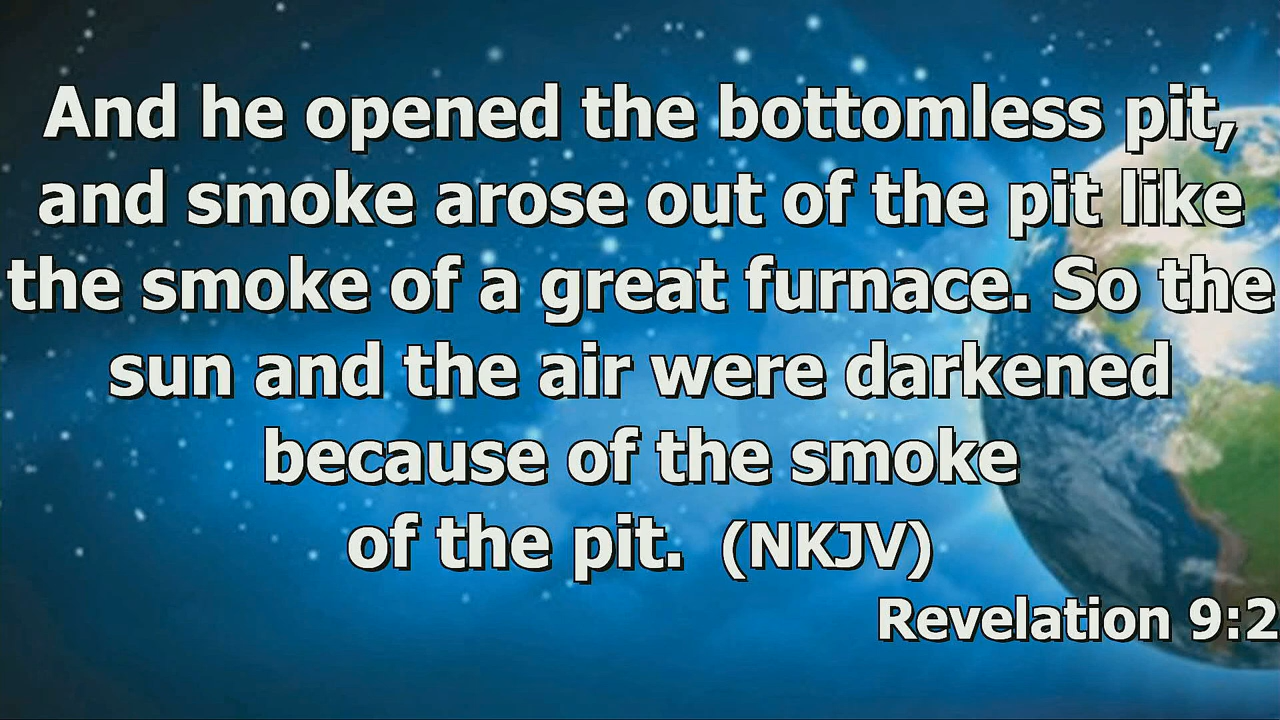 And he opened the bottomless pit,
and smoke arose out of the pit like
the smoke of a great furnace. So the
sun and the air were darkened
because of the smoke
of the pit. (NKJV)
Revelation 9:2